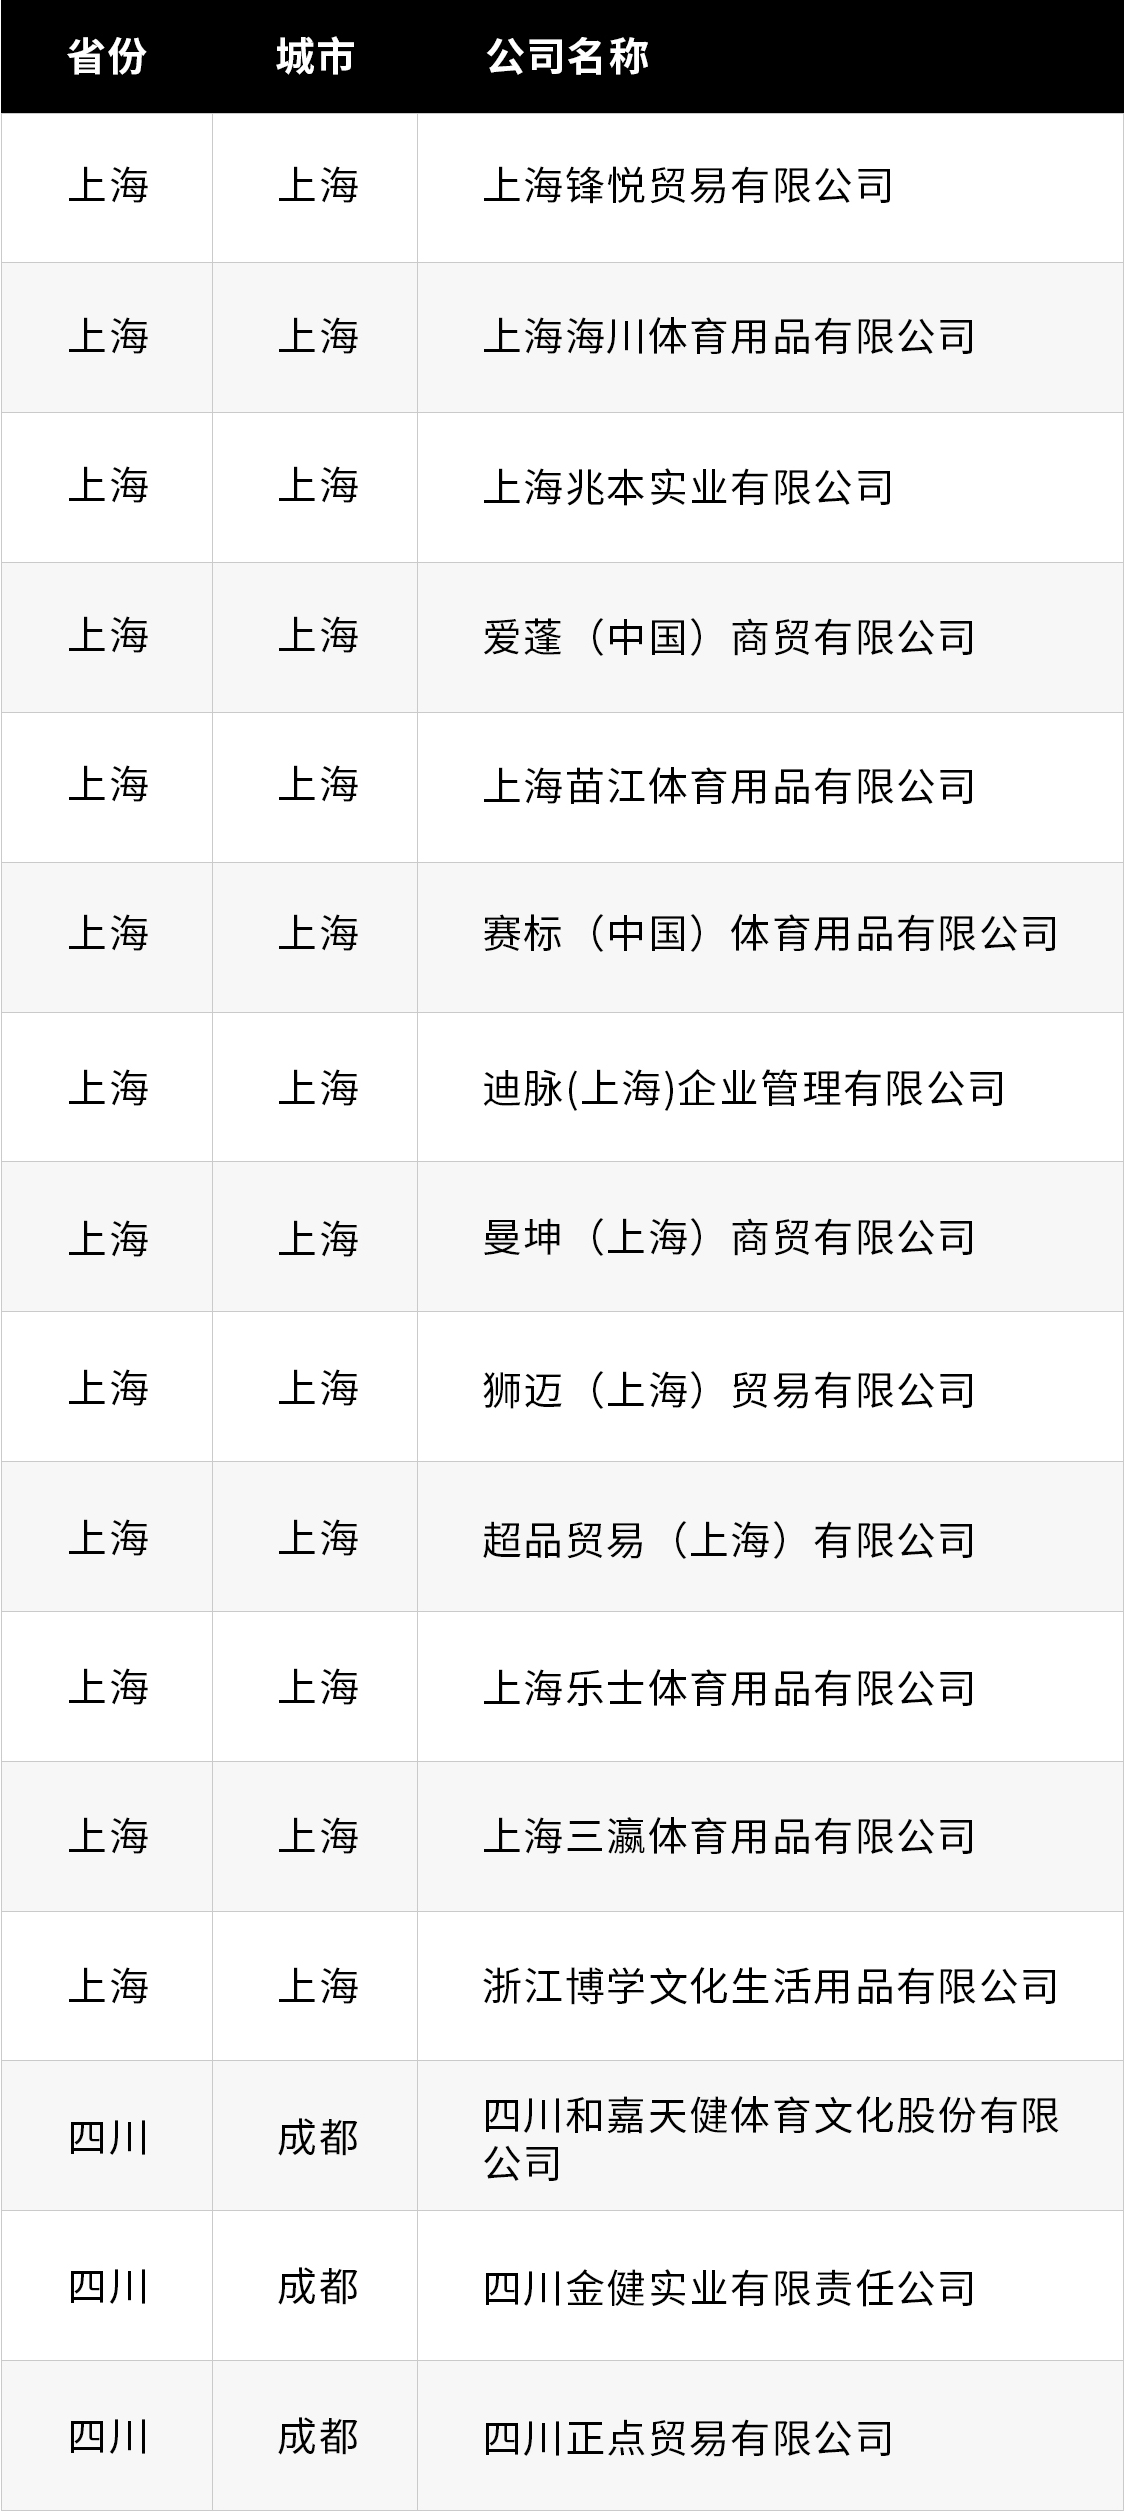 省份 城市 公司名称
上海 上海 上海锋悦贸易有限公司
上海 上海 上海海川体育用品有限公司
上海 上海 上海兆本实业有限公司
上海 上海 爱蓬（中国）商贸有限公司
上海 上海 上海苗江体育用品有限公司
上海 上海 赛标（中国）体育用品有限公司
上海 上海 迪脉(上海)企业管理有限公司
上海 上海 曼坤（上海）商贸有限公司
上海 上海 狮迈（上海）贸易有限公司
上海 上海 超品贸易（上海）有限公司
上海 上海 上海乐士体育用品有限公司
上海 上海 上海三瀛体育用品有限公司
上海 上海 浙江博学文化生活用品有限公司
四川 成都 四川和嘉天健体育文化股份有限
公司
四川 成都 四川金健实业有限责任公司
四川 成都 四川正点贸易有限公司